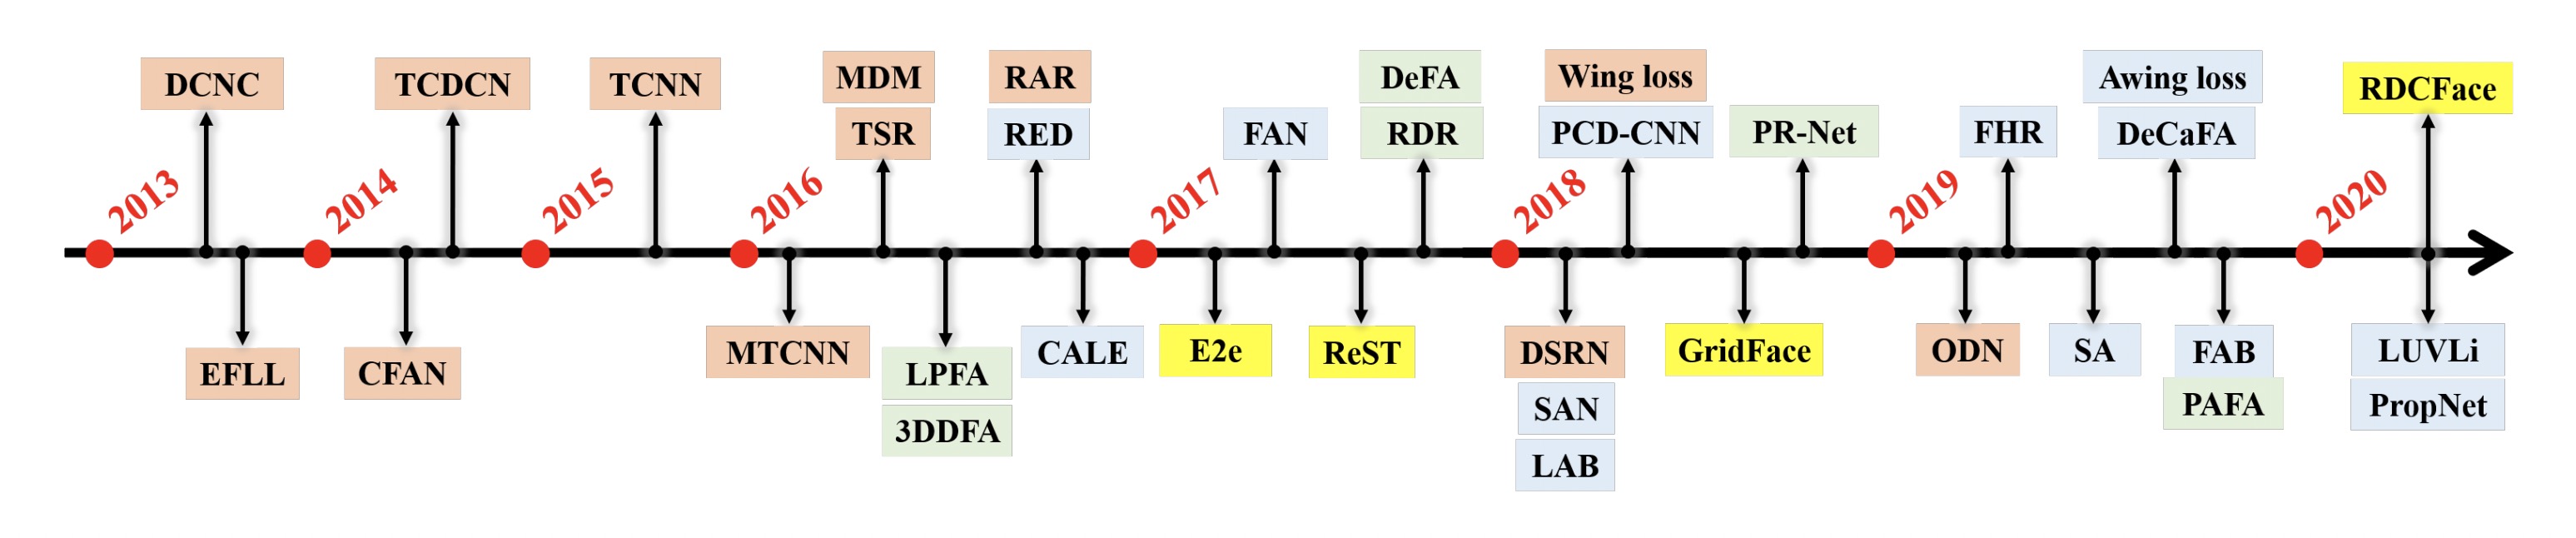 DCNC
TCDCN
TCNN
MDM
TSR
RAR
RED
FAN
DeFA
RDR
Wing loss
PCD-CNN
PR-Net
FHR
Awing loss
DeCaFA
RDCFace
2013
2014
2015
2016
2017
2018
2019
2020
EFLL
CFAN
MTCNN
LPFA
3DDFA
CALE
E2e
ReST
DSRN
SAN
LAB
GridFace
ODN
SA
FAB
PAFA
LUVLi
PropNet